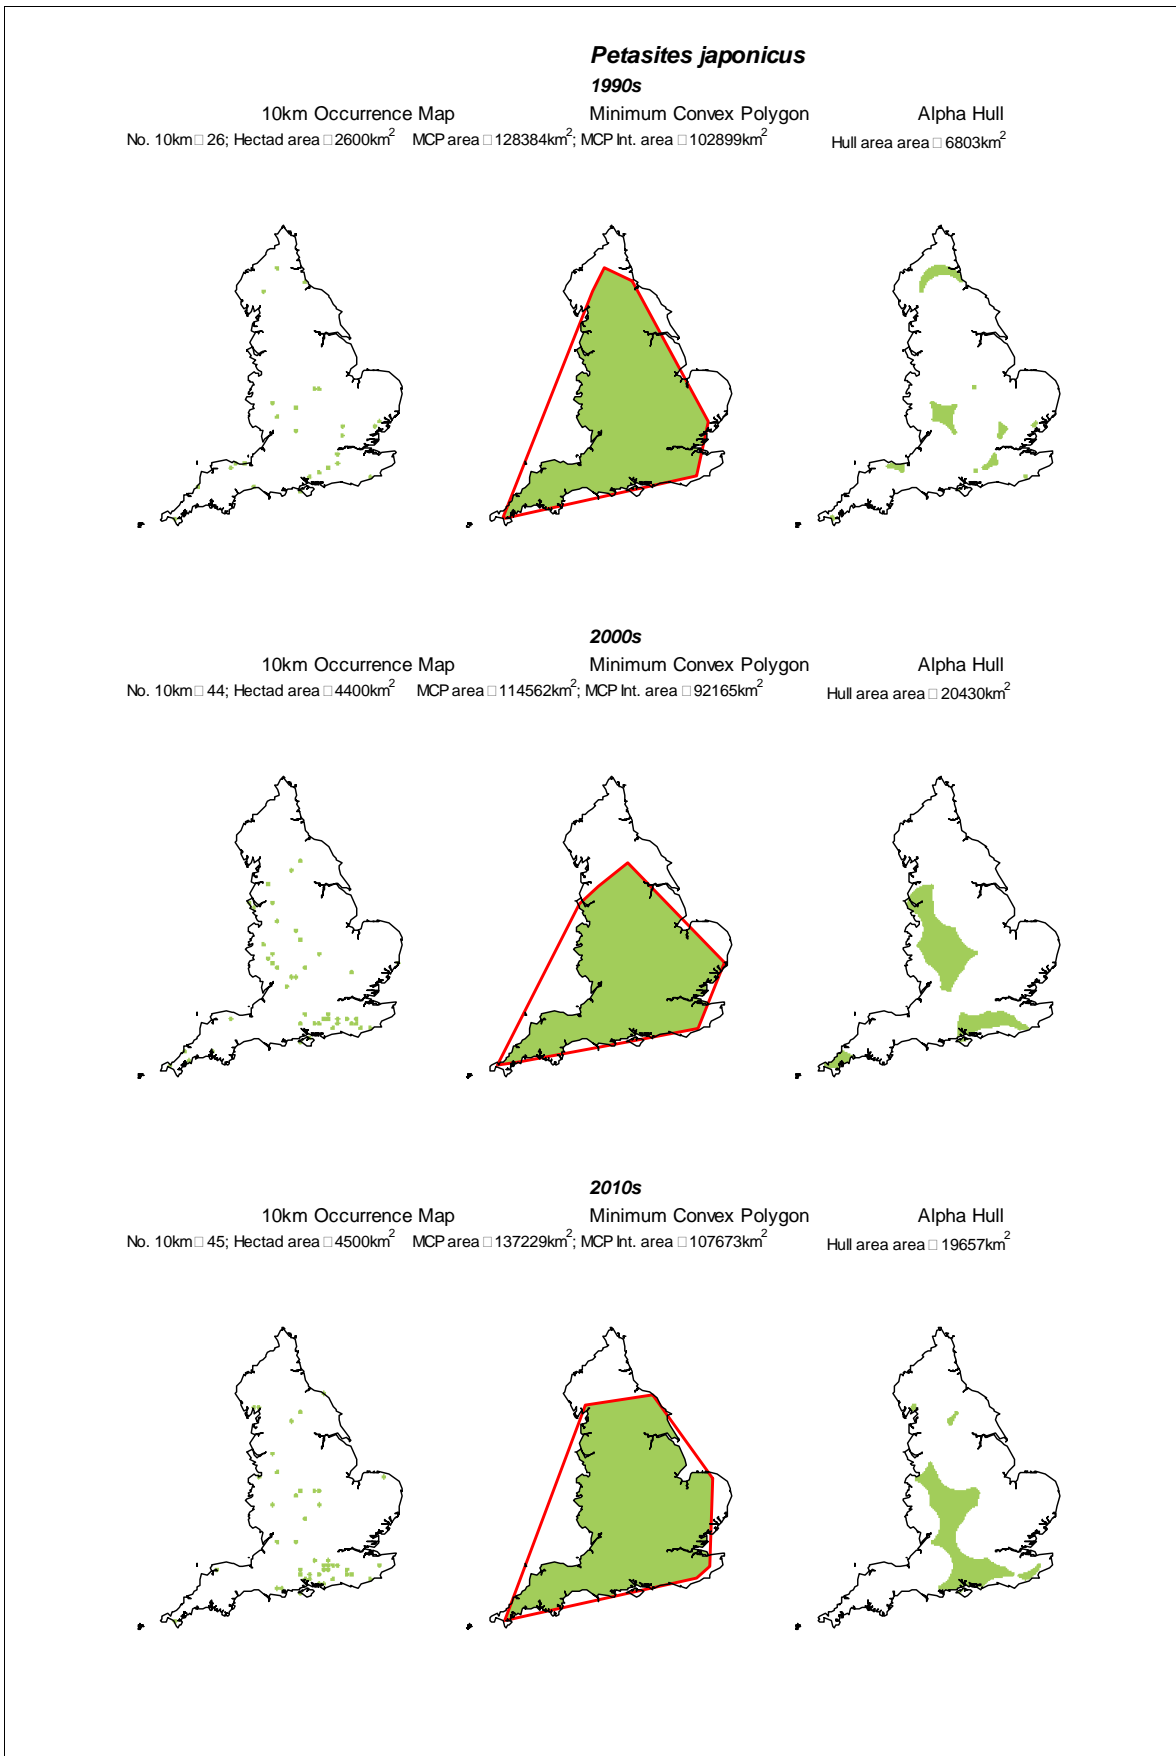 Petasites japonicus
1990s
10km Occurrence Map Minimum Convex Polygon Alpha Hull
No. 10km□26; Hectad area□2600km² MCP area□128384km²; MCP Int. area□102899km² Hull area area□6803km²
2000s
10km Occurrence Map Minimum Convex Polygon Alpha Hull
No. 10km□44; Hectad area□4400km² MCP area□114562km²; MCP Int. area□92165km² Hull area area□20430km²
2010s
10km Occurrence Map Minimum Convex Polygon Alpha Hull
No. 10km□45; Hectad area□4500km² MCP area□137229km²; MCP Int. area□107673km² Hull area area□19657km²